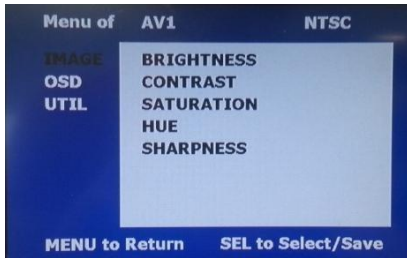 Menu of AV1 NTSC
IMAGE BRIGHTNESS
OSD CONTRAST
UTIL SATURATION
HUE
SHARPNESS
MENU to Return SEL to Select/Save